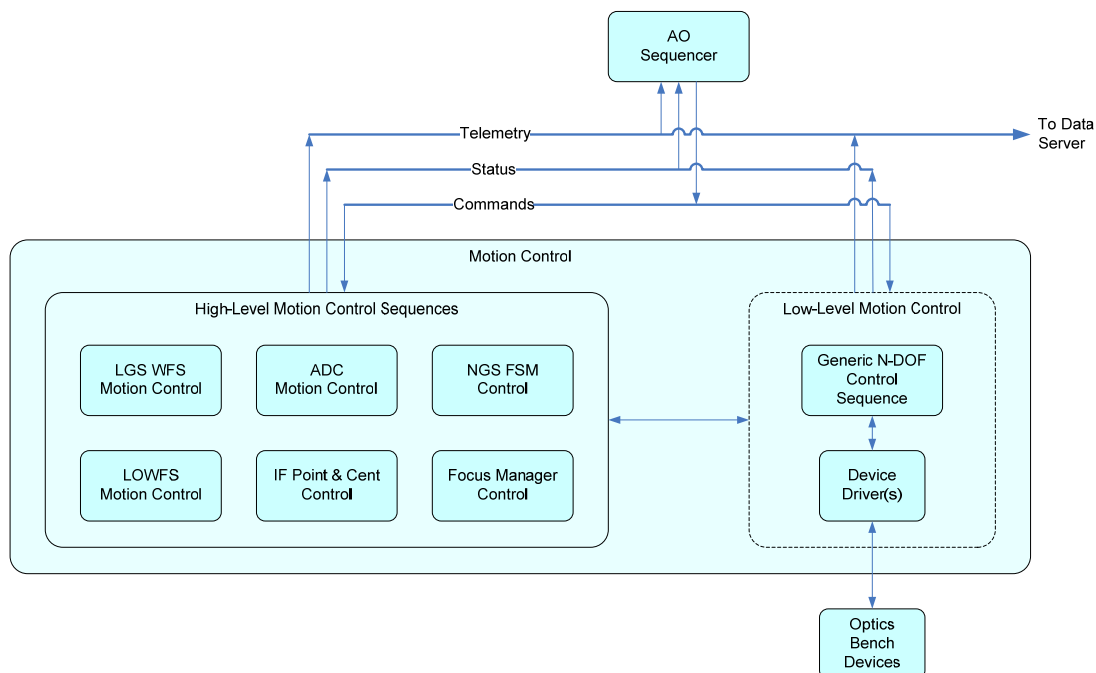 AO
Sequencer
Telemetry
To Data
Server
Status
Commands
Motion Control
High-Level Motion Control Sequences
Low-Level Motion Control
LGS WFS
Motion Control
ADC
Motion Control
NGS FSM
Control
Generic N-DOF
Control
Sequence
LOWFS
Motion Control
IF Point & Cent
Control
Focus Manager
Control
Device
Driver(s)
Optics
Bench
Devices